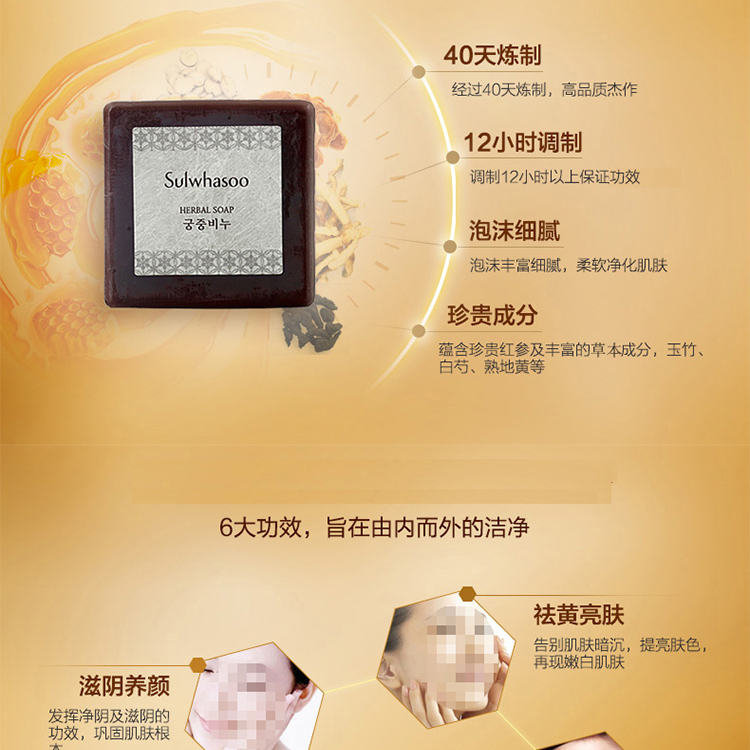 40天炼制
经过40天炼制，高品质杰作
12小时调制
调制12小时以上保证功效
泡沫细腻
泡沫丰富细腻，柔软净化肌肤
珍贵成分
蕴含珍贵红参及丰富的草本成分，玉竹、
白芍、熟地黄等
Sulwhasoo
HERBAL SOAP
궁중비누
6大功效，旨在由内而外的洁净
祛黄亮肤
告别肌肤暗沉，提亮肤色，
再现嫩白肌肤
滋阴养颜
发挥净阴及滋阴的
功效，巩固肌肤根